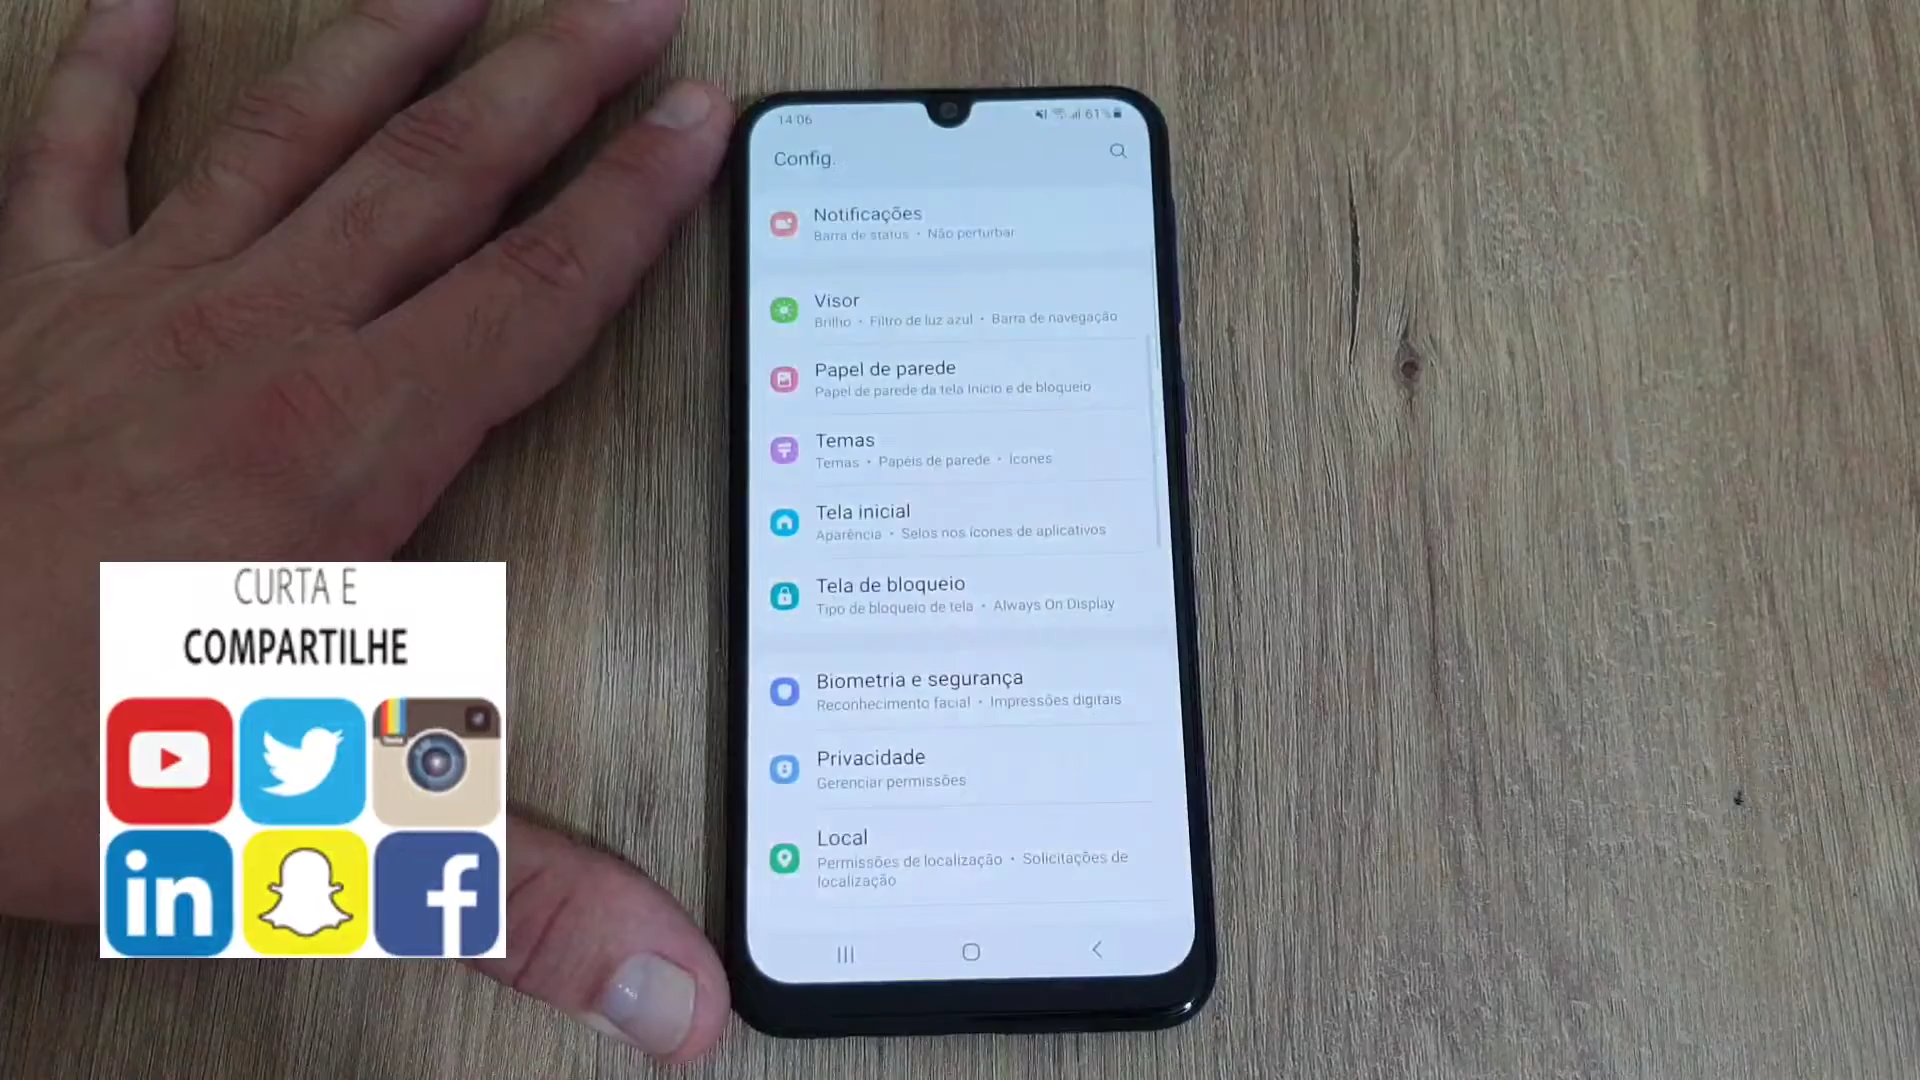 14:06
61%
Config.
Notificações
Barra de status • Não perturbar
Visor
Brilho • Filtro de luz azul • Barra de navegação
Papel de parede
Papel de parede da tela Início e de bloqueio
Temas
Temas • Papéis de parede • Ícones
Tela inicial
Aparência • Selos nos ícones de aplicativos
Tela de bloqueio
Tipo de bloqueio de tela • Always On Display
Biometria e segurança
Reconhecimento facial • Impressões digitais
Privacidade
Gerenciar permissões
Local
Permissões de localização • Solicitações de
localização
CURTA E
COMPARTILHE
in
f